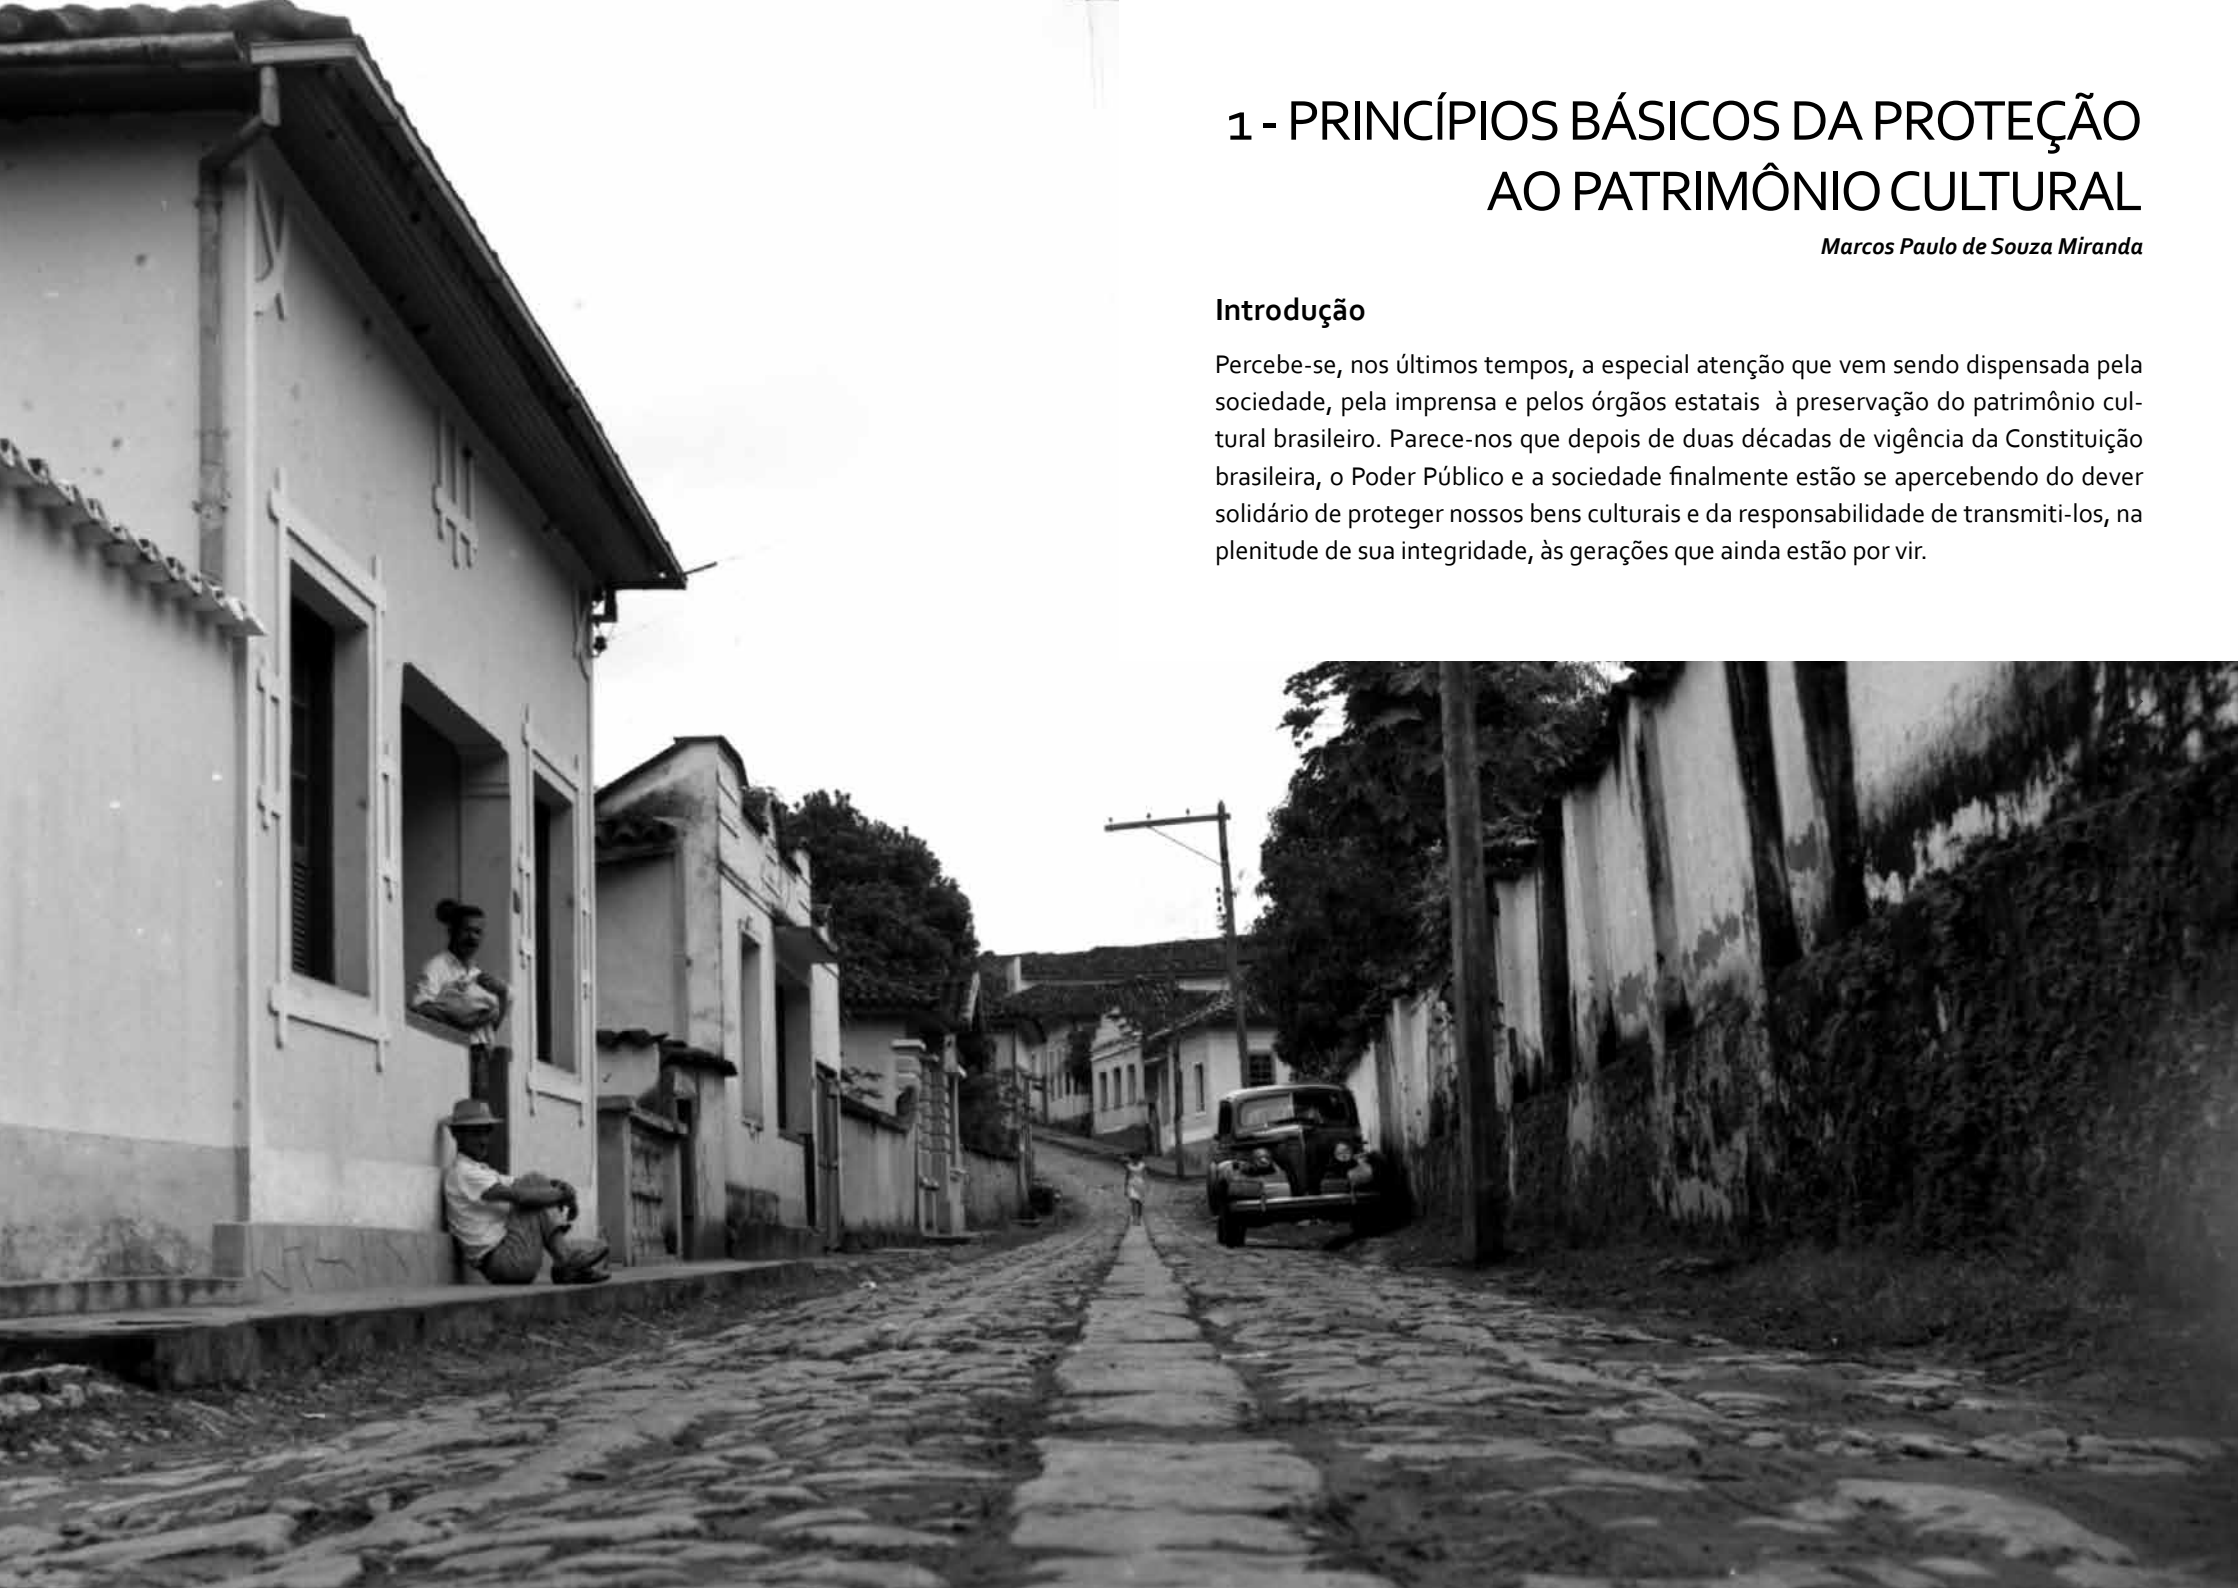 1 - PRINCÍPIOS BÁSICOS DA PROTEÇÃO
AO PATRIMÔNIO CULTURAL
Marcos Paulo de Souza Miranda
Introdução
Percebe-se, nos últimos tempos, a especial atenção que vem sendo dispensada pela
sociedade, pela imprensa e pelos órgãos estatais à preservação do patrimônio cul-
tural brasileiro. Parece-nos que depois de duas décadas de vigência da Constituição
brasileira, o Poder Público e a sociedade finalmente estão se apercebendo do dever
solidário de proteger nossos bens culturais e da responsabilidade de transmiti-los, na
plenitude de sua integridade, às gerações que ainda estão por vir.